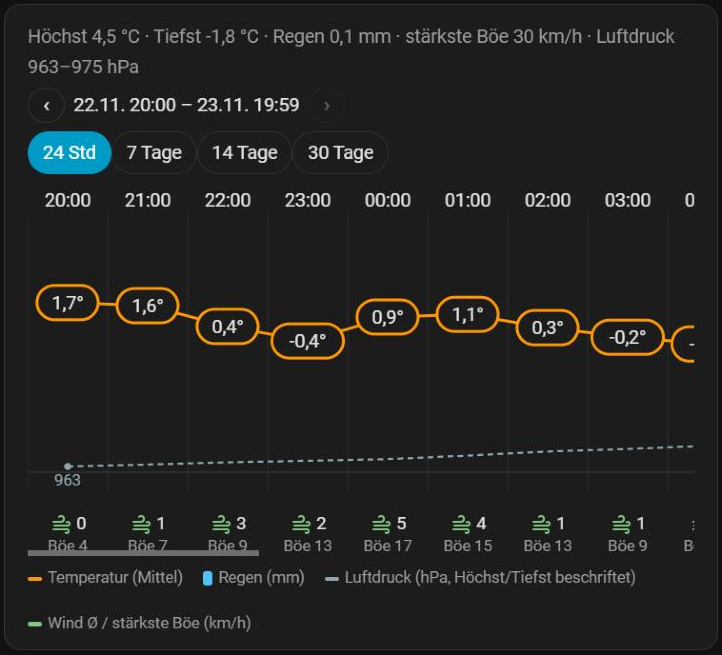 Höchst 4,5 °C · Tiefst -1,8 °C · Regen 0,1 mm · stärkste Böe 30 km/h · Luftdruck
963–975 hPa
‹ 22.11. 20:00 – 23.11. 19:59 ›
24 Std 7 Tage 14 Tage 30 Tage
20:00 21:00 22:00 23:00 00:00 01:00 02:00 03:00 0
1,7° 1,6° 0,4° -0,4° 0,9° 1,1° 0,3° -0,2° -
963
0 1 3 2 5 4 1 1
Böe 4 Böe 7 Böe 9 Böe 13 Böe 17 Böe 15 Böe 13 Böe 9 B
Temperatur (Mittel) Regen (mm) Luftdruck (hPa, Höchst/Tiefst beschriftet)
Wind Ø / stärkste Böe (km/h)